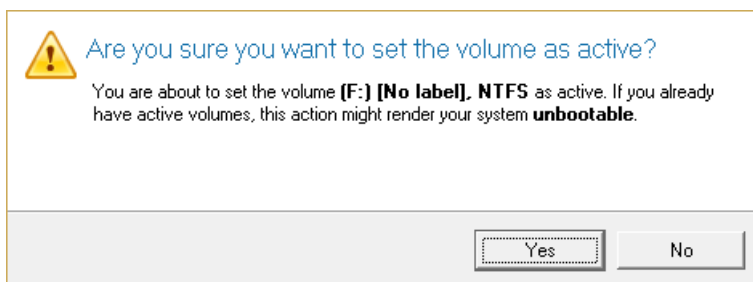 Are you sure you want to set the volume as active?
You are about to set the volume (F:) [No label], NTFS as active. If you already
have active volumes, this action might render your system unbootable.
Yes
No